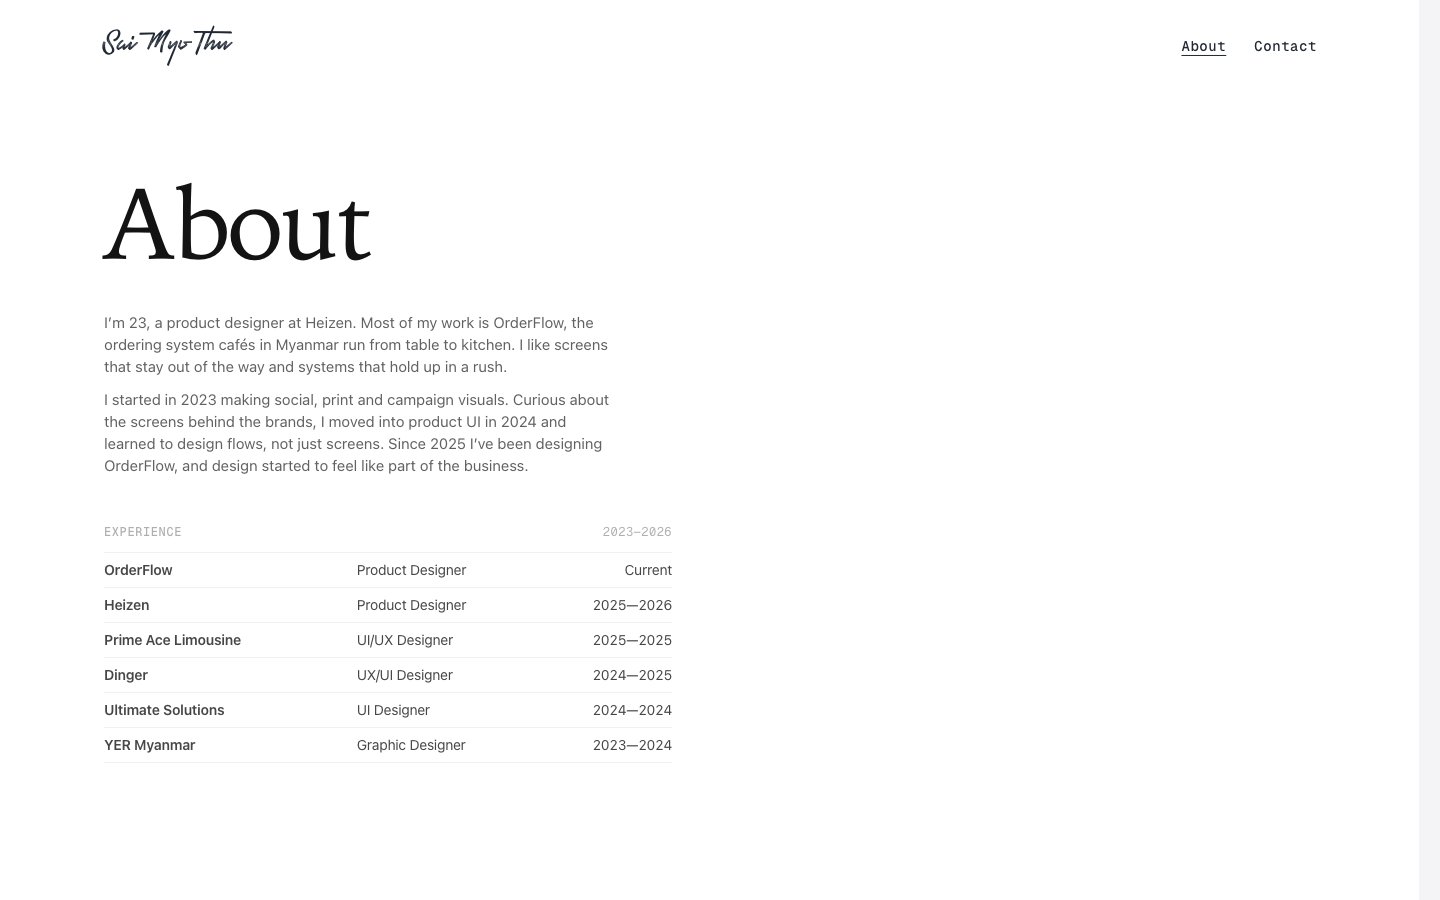 Sai Myo Thu
About Contact
About
I’m 23, a product designer at Heizen. Most of my work is OrderFlow, the
ordering system cafés in Myanmar run from table to kitchen. I like screens
that stay out of the way and systems that hold up in a rush.
I started in 2023 making social, print and campaign visuals. Curious about
the screens behind the brands, I moved into product UI in 2024 and
learned to design flows, not just screens. Since 2025 I’ve been designing
OrderFlow, and design started to feel like part of the business.
EXPERIENCE 2023—2026
OrderFlow Product Designer Current
Heizen Product Designer 2025—2026
Prime Ace Limousine UI/UX Designer 2025—2025
Dinger UX/UI Designer 2024—2025
Ultimate Solutions UI Designer 2024—2024
YER Myanmar Graphic Designer 2023—2024